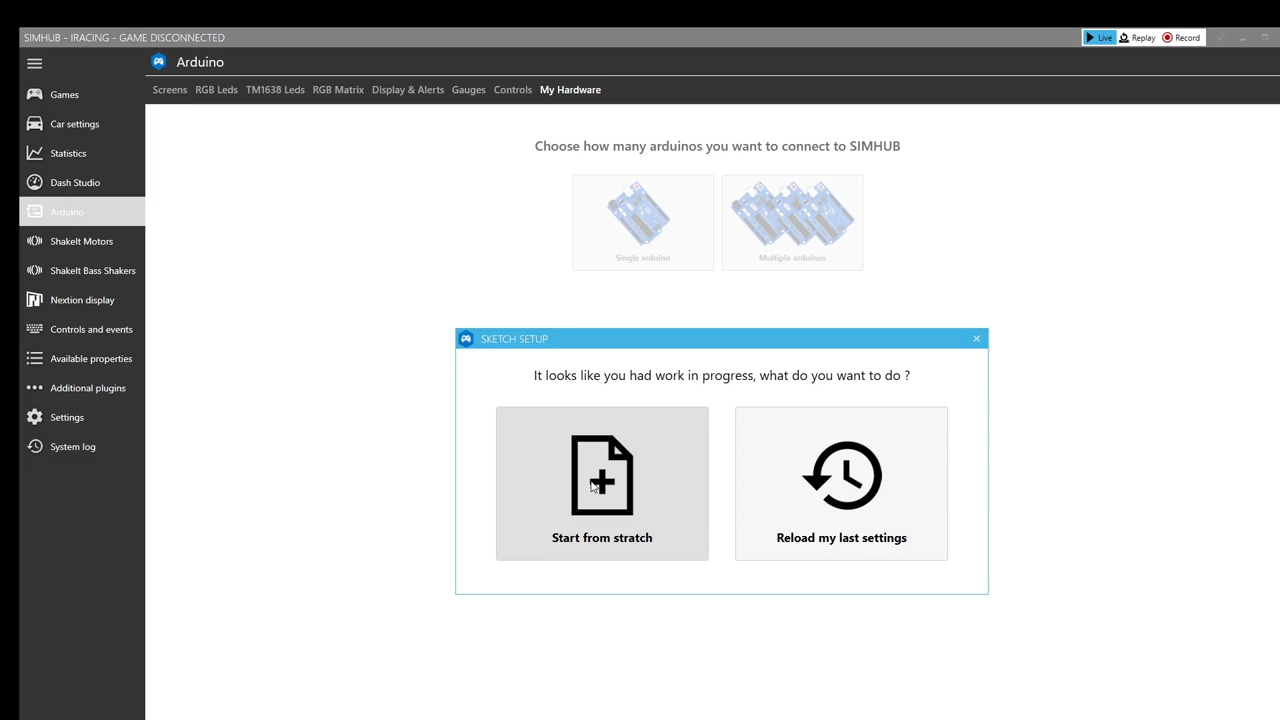 SIMHUB - IRACING - GAME DISCONNECTED
Live Replay Record
Arduino
Screens RGB Leds TM1638 Leds RGB Matrix Display & Alerts Gauges Controls My Hardware
Games
Car settings
Statistics
Dash Studio
Arduino
ShakeIt Motors
ShakeIt Bass Shakers
Nextion display
Controls and events
Available properties
Additional plugins
Settings
System log
Choose how many arduinos you want to connect to SIMHUB
Single arduino Multiple arduinos
SKETCH SETUP
It looks like you had work in progress, what do you want to do ?
Start from stratch Reload my last settings